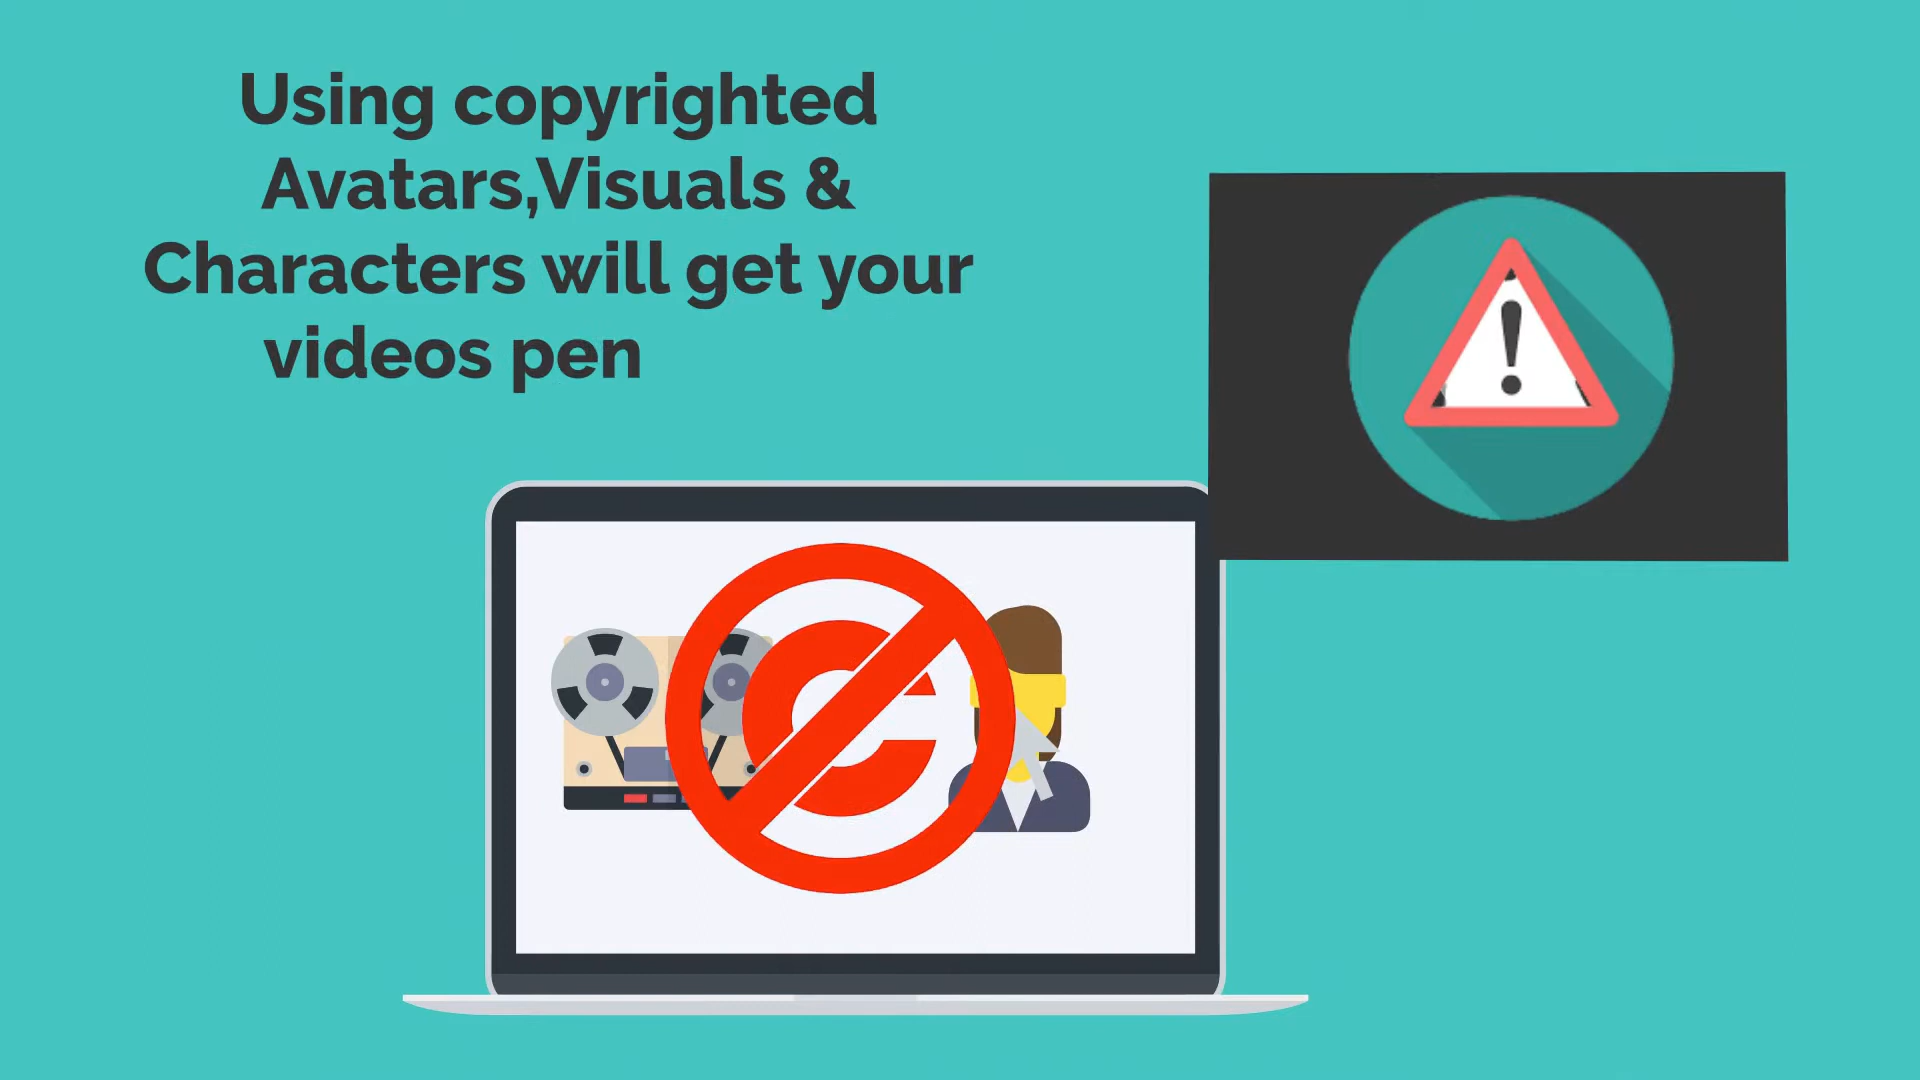 Using copyrighted
Avatars,Visuals &
Characters will get your
videos pen